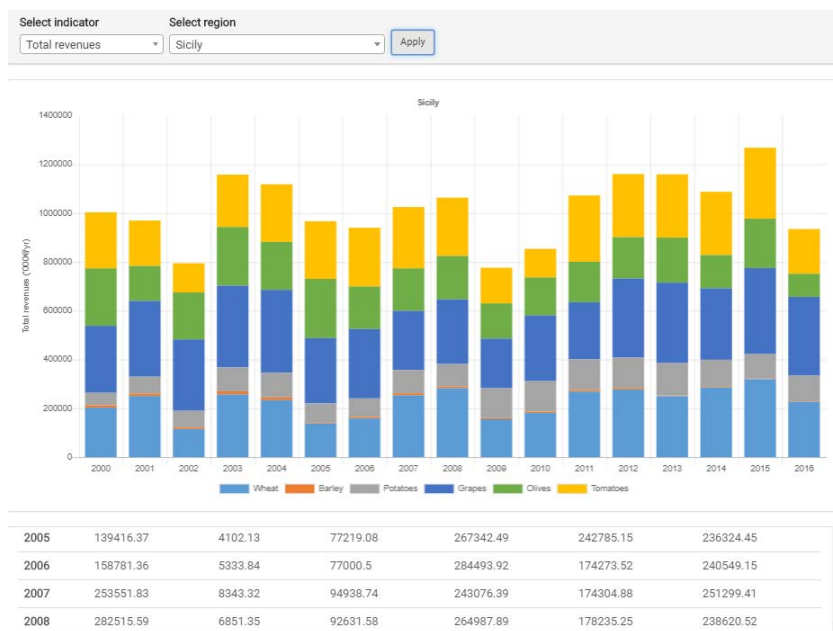 Select indicator Select region
Total revenues Sicily Apply
Sicily
1400000
1200000
1000000
800000
600000
400000
200000
0
Total revenues ('000€/yr)
2000 2001 2002 2003 2004 2005 2006 2007 2008 2009 2010 2011 2012 2013 2014 2015 2016
Wheat Barley Potatoes Grapes Olives Tomatoes
2005 139416.37 4102.13 77219.08 267342.49 242785.15 236324.45
2006 158781.36 5333.84 77000.5 284493.92 174273.52 240549.15
2007 253551.83 8343.32 94938.74 243076.39 174304.88 251299.41
2008 282515.59 6851.35 92631.58 264987.89 178235.25 238620.52